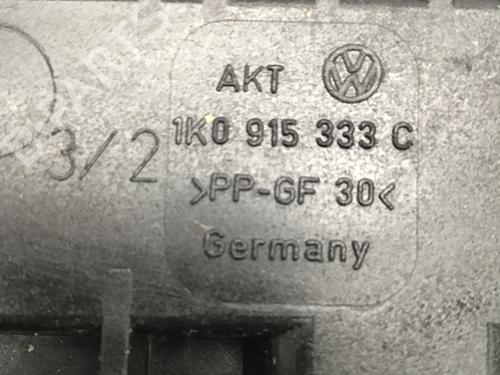 AKT
1K0 915 333 C
3/2
>PP-GF 30<
Germany